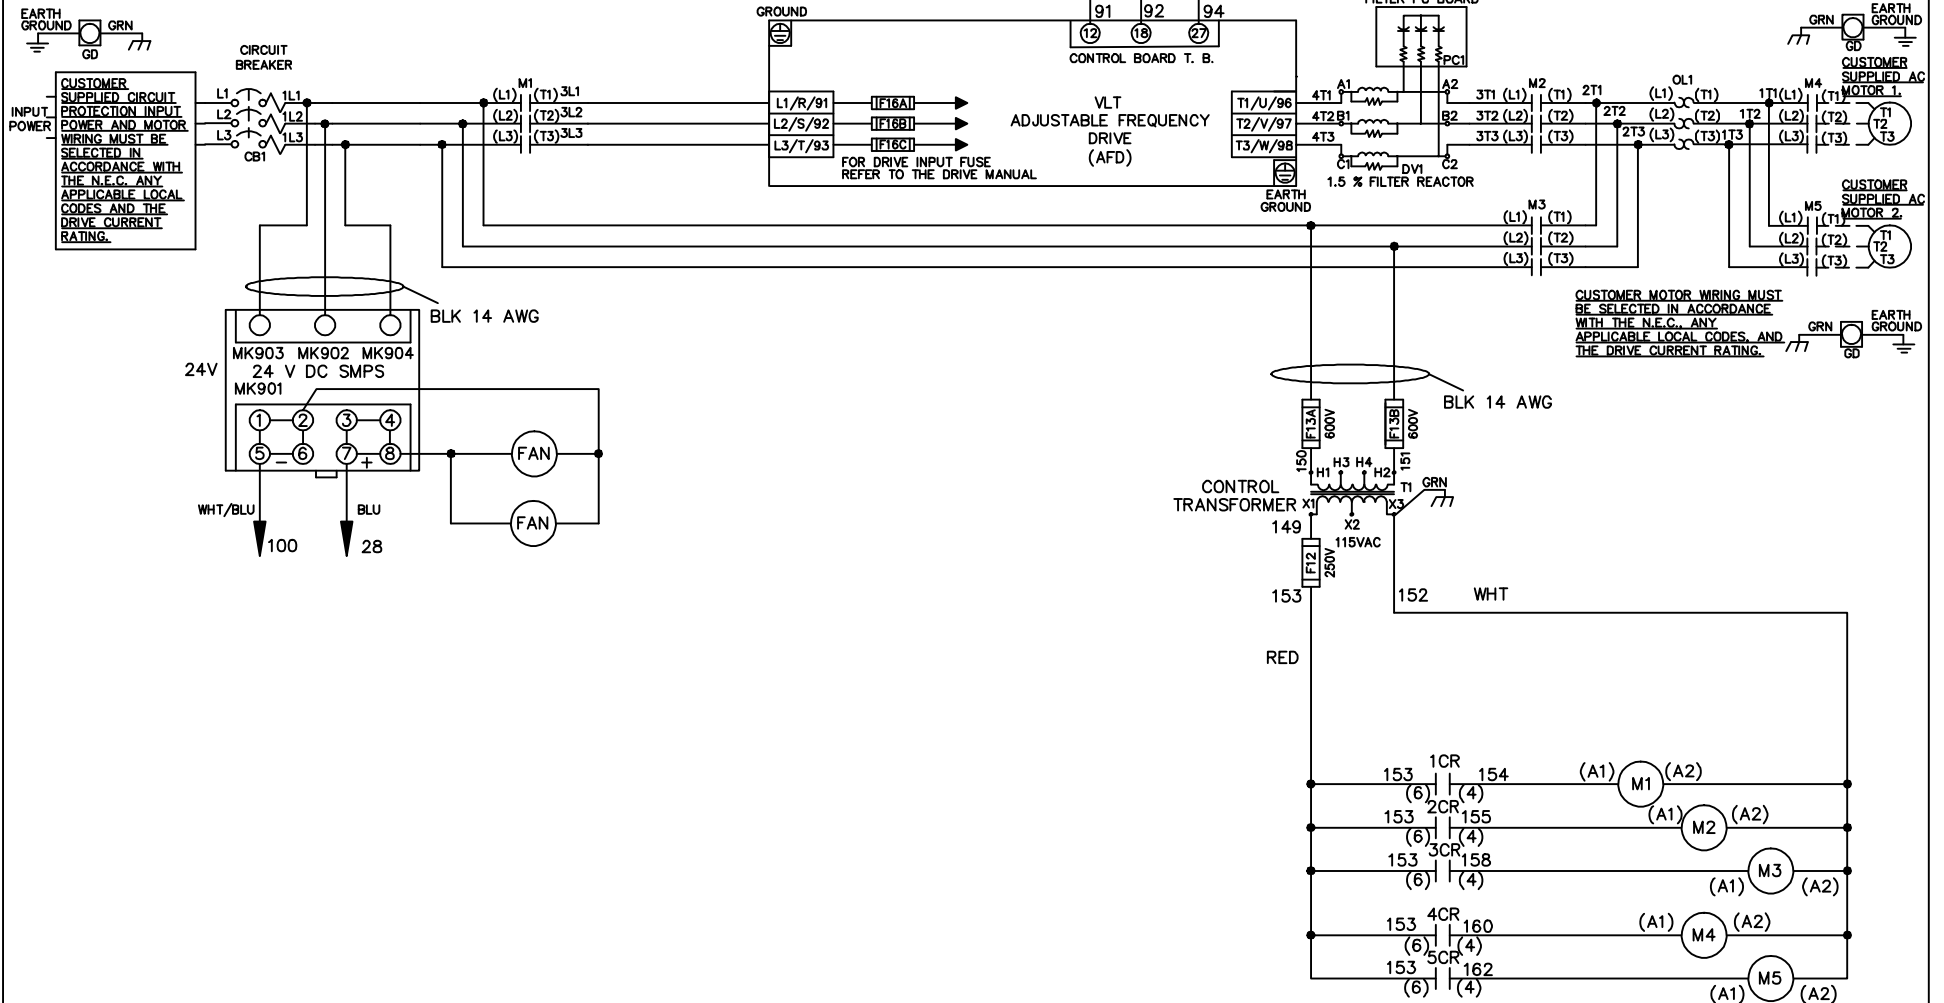 EARTH
GROUND
GRN
GD
CIRCUIT
BREAKER
INPUT
POWER
CUSTOMER
SUPPLIED CIRCUIT
PROTECTION INPUT
POWER AND MOTOR
WIRING MUST BE
SELECTED IN
ACCORDANCE WITH
THE N.E.C. ANY
APPLICABLE LOCAL
CODES AND THE
DRIVE CURRENT
RATING.
L1 1L1
L2 1L2
L3 1L3
CB1
M1
(L1) (T1) 3L1
(L2) (T2) 3L2
(L3) (T3) 3L3
GROUND
L1/R/91 F16A
L2/S/92 F16B
L3/T/93 F16C
FOR DRIVE INPUT FUSE
REFER TO THE DRIVE MANUAL
91 92 94
12 18 27
CONTROL BOARD T. B.
VLT
ADJUSTABLE FREQUENCY
DRIVE
(AFD)
T1/U/96
T2/V/97
T3/W/98
EARTH
GROUND
PC1
4T1 A1 A2
4T2 B1 B2
4T3 C1 C2
DV1
1.5 % FILTER REACTOR
M2
3T1 (L1) (T1) 2T1
3T2 (L2) (T2) 2T2
3T3 (L3) (T3) 2T3
OL1
(L1) (T1) 1T1
(L2) (T2) 1T2
(L3) (T3) 1T3
M4
(L1) (T1)
(L2) (T2)
(L3) (T3)
T1
T2
T3
GRN
GD
EARTH
GROUND
CUSTOMER
SUPPLIED AC
MOTOR 1.
M3
(L1) (T1)
(L2) (T2)
(L3) (T3)
M5
(L1) (T1)
(L2) (T2)
(L3) (T3)
T1
T2
T3
CUSTOMER
SUPPLIED AC
MOTOR 2.
CUSTOMER MOTOR WIRING MUST
BE SELECTED IN ACCORDANCE
WITH THE N.E.C., ANY
APPLICABLE LOCAL CODES, AND
THE DRIVE CURRENT RATING.
GRN
GD
EARTH
GROUND
BLK 14 AWG
MK903 MK902 MK904
24V
24 V DC SMPS
MK901
1 2 3 4
5 - 6 7 + 8
FAN
FAN
WHT/BLU
BLU
100
28
BLK 14 AWG
F13A
600V
F13B
600V
150
151
H1 H3 H4 H2
T1
GRN
CONTROL
TRANSFORMER
X1 X2 X3
149
115VAC
F12
250V
153
152
WHT
RED
1CR
153 154 (A1) M1 (A2)
(6) (4)
2CR
153 155 (A1) M2 (A2)
(6) (4)
3CR
153 158 M3
(6) (4) (A1) (A2)
4CR
153 160 (A1) M4 (A2)
(6) (4)
5CR
153 162 M5
(6) (4) (A1) (A2)